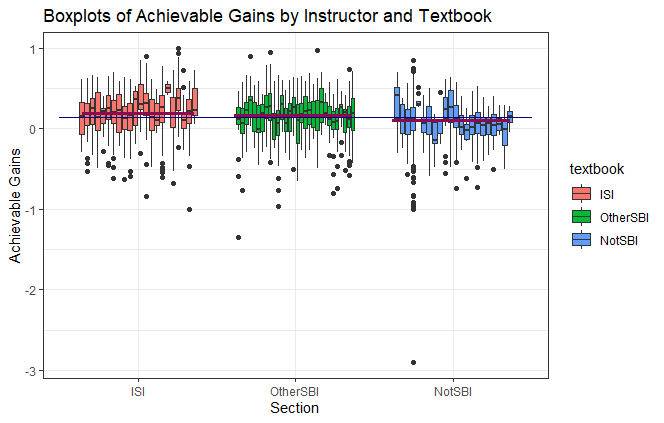 Boxplots of Achievable Gains by Instructor and Textbook
1
0
-1
-2
-3
Achievable Gains
ISI
OtherSBI
NotSBI
Section
textbook
ISI
OtherSBI
NotSBI